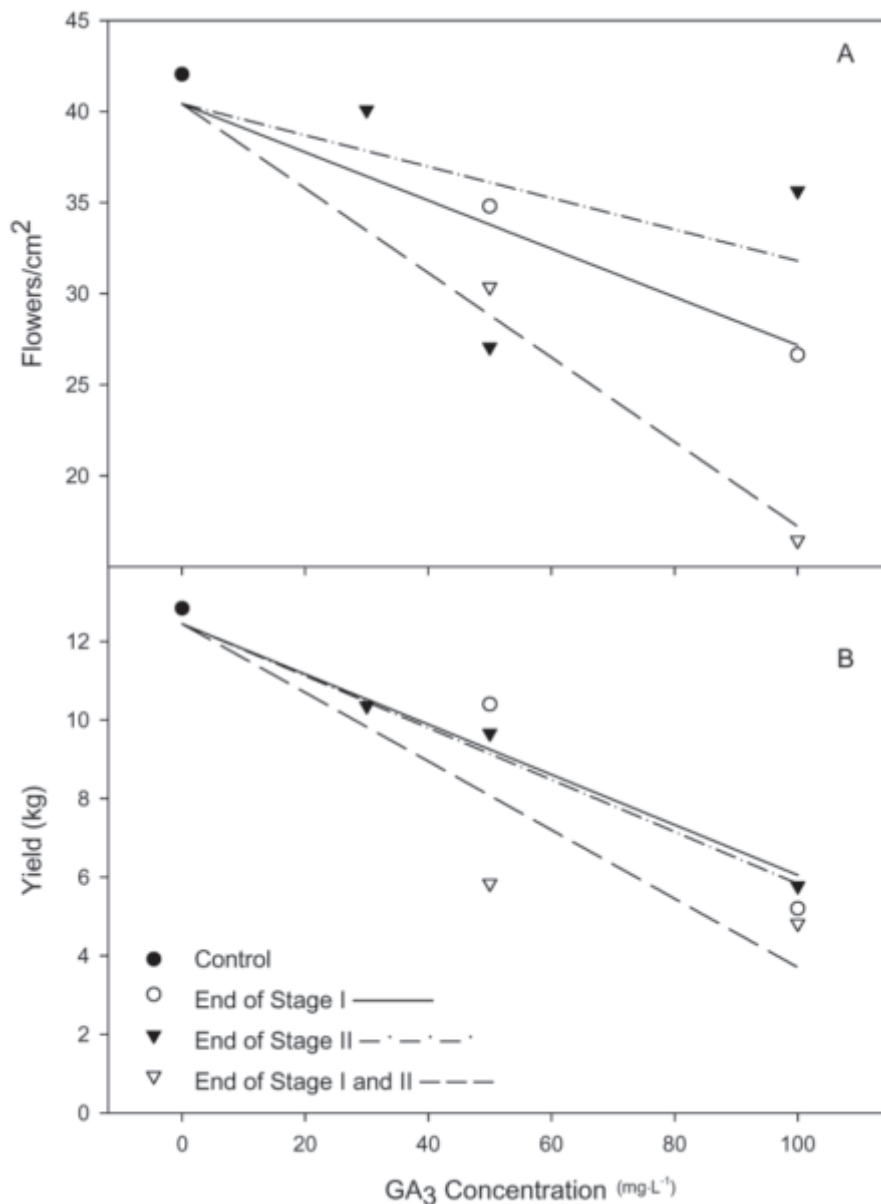 45
A
40
35
30
25
20
Flowers/cm²
12
B
10
8
6
4
2
0
Yield (kg)
Control
End of Stage I
End of Stage II
End of Stage I and II
0 20 40 60 80 100
GA₃ Concentration (mg·L⁻¹)